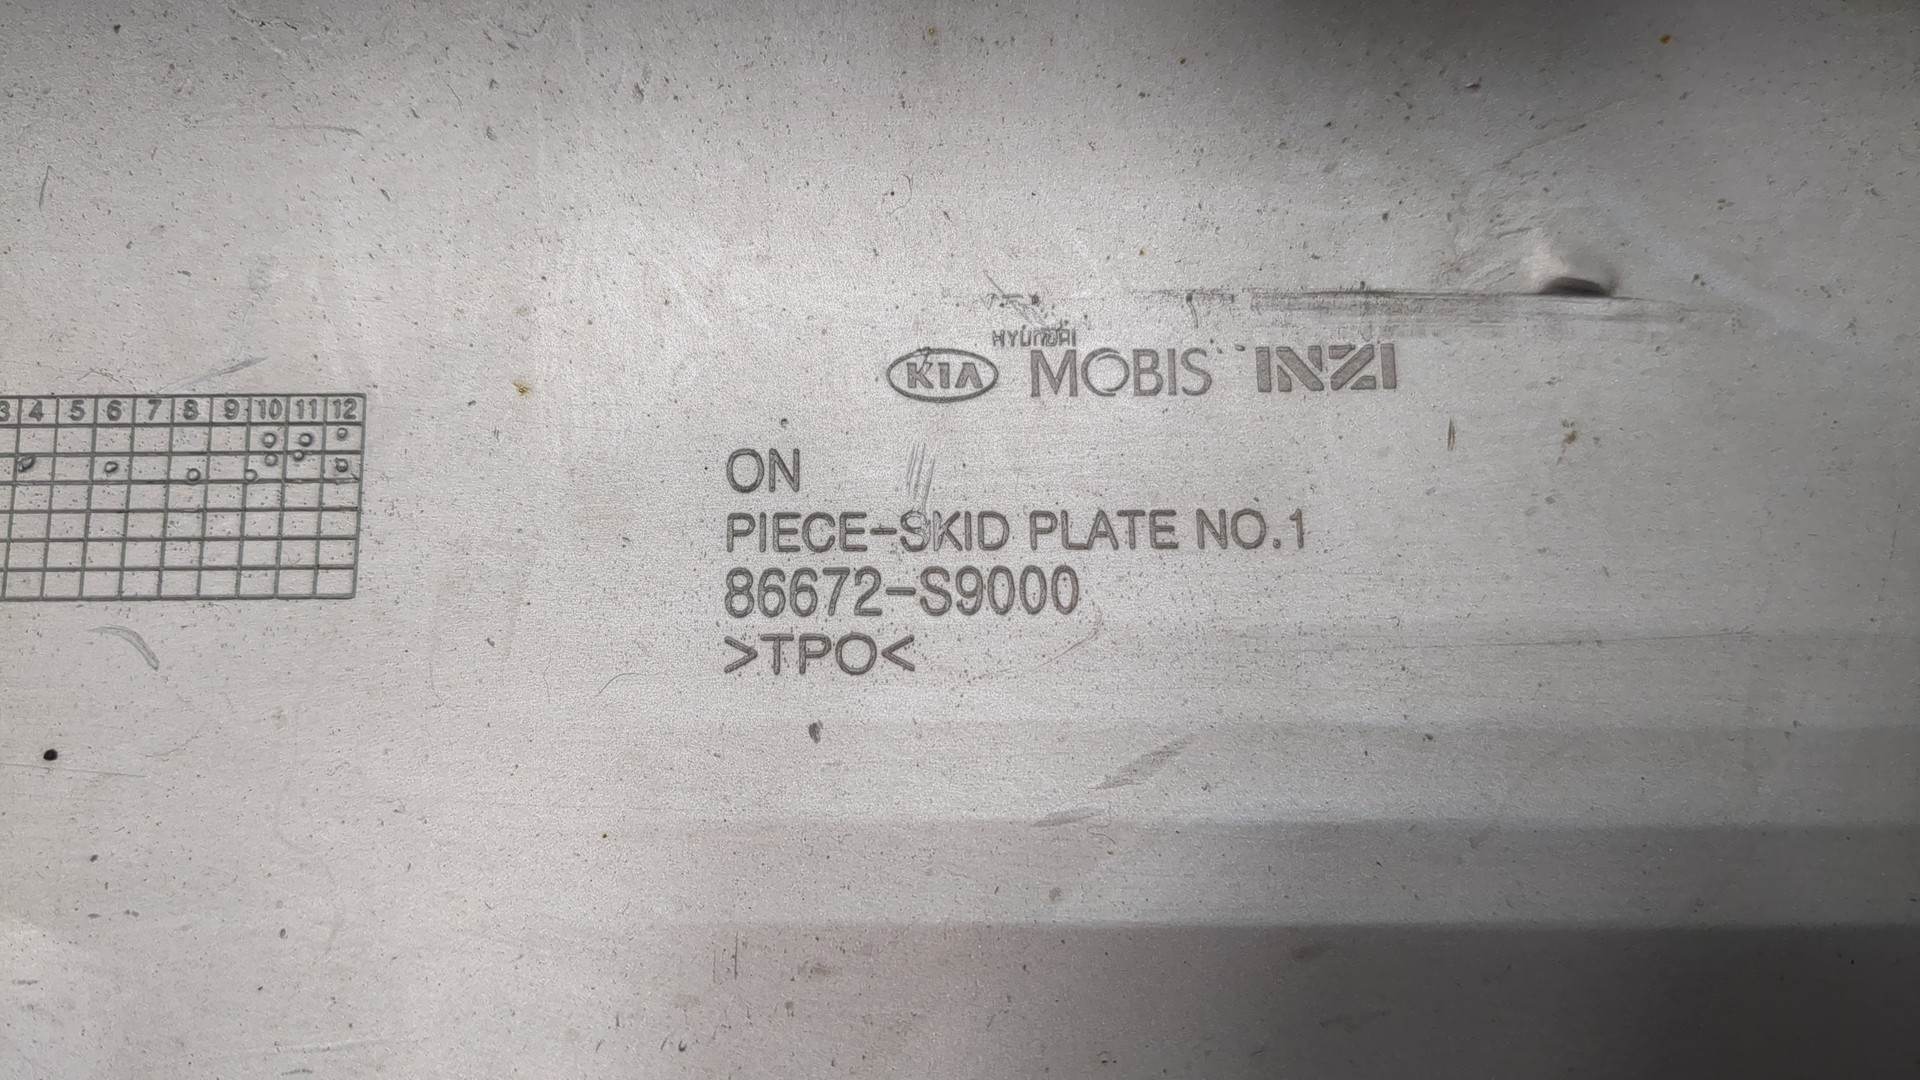 KIA HYUNDAI MOBIS INZI
3 4 5 6 7 8 9 10 11 12
ON
PIECE-SKID PLATE NO.1
86672-S9000
>TPO<